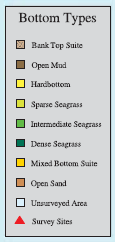 Bottom Types
Bank Top Suite
Open Mud
Hardbottom
Sparse Seagrass
Intermediate Seagrass
Dense Seagrass
Mixed Bottom Suite
Open Sand
Unsurveyed Area
Survey Sites